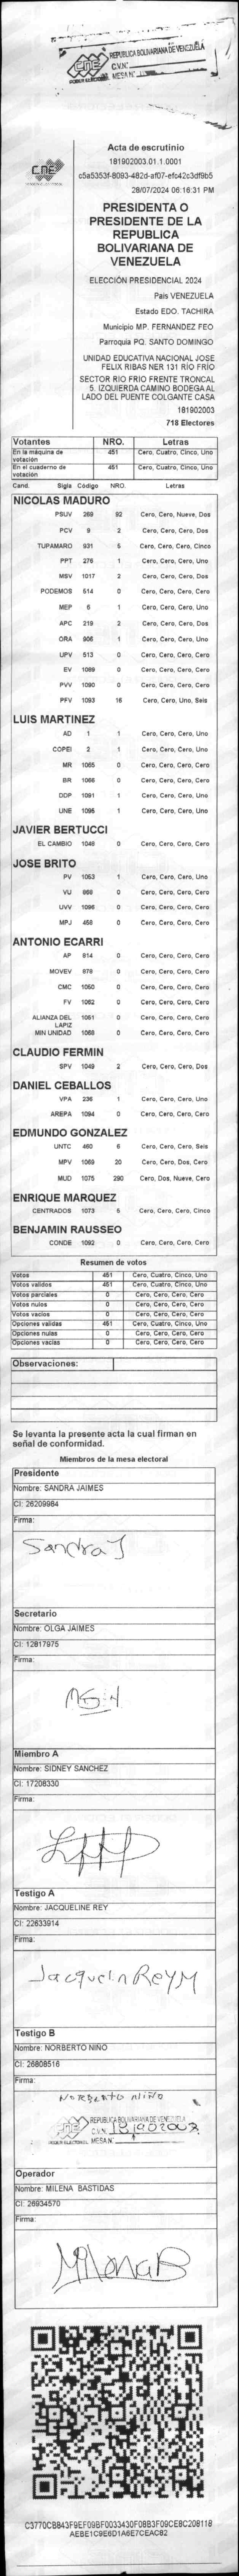 REPUBLICA BOLIVARIANA DE VENEZUELA
CNE
C.V.N°:
PODER ELECTORAL MESA N°:
CNE
PODER ELECTORAL
Acta de escrutinio
181902003.01.1.0001
c5a5353f-8093-482d-af07-efc42c3df9b5
28/07/2024 06:16:31 PM
PRESIDENTA O
PRESIDENTE DE LA
REPUBLICA
BOLIVARIANA DE
VENEZUELA
ELECCIÓN PRESIDENCIAL 2024
País VENEZUELA
Estado EDO. TACHIRA
Municipio MP. FERNANDEZ FEO
Parroquia PQ. SANTO DOMINGO
UNIDAD EDUCATIVA NACIONAL JOSE
FELIX RIBAS NER 131 RÍO FRÍO
SECTOR RIO FRIO FRENTE TRONCAL
5. IZQUIERDA CAMINO BODEGA AL
LADO DEL PUENTE COLGANTE CASA
181902003
718 Electores
Votantes NRO. Letras
En la máquina de votación 451 Cero, Cuatro, Cinco, Uno
En el cuaderno de votación 451 Cero, Cuatro, Cinco, Uno
Cand. Sigla Código NRO. Letras
NICOLAS MADURO
PSUV 269 92 Cero, Cero, Nueve, Dos
PCV 9 2 Cero, Cero, Cero, Dos
TUPAMARO 931 5 Cero, Cero, Cero, Cinco
PPT 276 1 Cero, Cero, Cero, Uno
MSV 1017 2 Cero, Cero, Cero, Dos
PODEMOS 514 0 Cero, Cero, Cero, Cero
MEP 6 1 Cero, Cero, Cero, Uno
APC 219 2 Cero, Cero, Cero, Dos
ORA 906 1 Cero, Cero, Cero, Uno
UPV 513 0 Cero, Cero, Cero, Cero
EV 1089 0 Cero, Cero, Cero, Cero
PVV 1090 0 Cero, Cero, Cero, Cero
PFV 1093 16 Cero, Cero, Uno, Seis
LUIS MARTINEZ
AD 1 1 Cero, Cero, Cero, Uno
COPEI 2 1 Cero, Cero, Cero, Uno
MR 1065 0 Cero, Cero, Cero, Cero
BR 1066 0 Cero, Cero, Cero, Cero
DDP 1091 1 Cero, Cero, Cero, Uno
UNE 1095 1 Cero, Cero, Cero, Uno
JAVIER BERTUCCI
EL CAMBIO 1048 0 Cero, Cero, Cero, Cero
JOSE BRITO
PV 1053 1 Cero, Cero, Cero, Uno
VU 868 0 Cero, Cero, Cero, Cero
UVV 1096 0 Cero, Cero, Cero, Cero
MPJ 458 0 Cero, Cero, Cero, Cero
ANTONIO ECARRI
AP 814 0 Cero, Cero, Cero, Cero
MOVEV 878 0 Cero, Cero, Cero, Cero
CMC 1050 0 Cero, Cero, Cero, Cero
FV 1062 0 Cero, Cero, Cero, Cero
ALIANZA DEL LAPIZ 1051 0 Cero, Cero, Cero, Cero
MIN UNIDAD 1088 0 Cero, Cero, Cero, Cero
CLAUDIO FERMIN
SPV 1049 2 Cero, Cero, Cero, Dos
DANIEL CEBALLOS
VPA 236 1 Cero, Cero, Cero, Uno
AREPA 1094 0 Cero, Cero, Cero, Cero
EDMUNDO GONZALEZ
UNTC 460 6 Cero, Cero, Cero, Seis
MPV 1069 20 Cero, Cero, Dos, Cero
MUD 1075 290 Cero, Dos, Nueve, Cero
ENRIQUE MARQUEZ
CENTRADOS 1073 5 Cero, Cero, Cero, Cinco
BENJAMIN RAUSSEO
CONDE 1092 0 Cero, Cero, Cero, Cero
Resumen de votos
Votos 451 Cero, Cuatro, Cinco, Uno
Votos validos 451 Cero, Cuatro, Cinco, Uno
Votos parciales 0 Cero, Cero, Cero, Cero
Votos nulos 0 Cero, Cero, Cero, Cero
Votos vacios 0 Cero, Cero, Cero, Cero
Opciones validas 451 Cero, Cuatro, Cinco, Uno
Opciones nulas 0 Cero, Cero, Cero, Cero
Opciones vacias 0 Cero, Cero, Cero, Cero
Observaciones:
Se levanta la presente acta la cual firman en
señal de conformidad.
Miembros de la mesa electoral
Presidente
Nombre: SANDRA JAIMES
CI: 26209984
Firma:
Sandra J
Secretario
Nombre: OLGA JAIMES
CI: 12817975
Firma:
Miembro A
Nombre: SIDNEY SANCHEZ
CI: 17208330
Firma:
Testigo A
Nombre: JACQUELINE REY
CI: 22633914
Firma:
Jacquelin Rey M
Testigo B
Nombre: NORBERTO NIÑO
CI: 26808516
Firma:
NORBERTO NIÑO
REPUBLICA BOLIVARIANA DE VENEZUELA
CNE C.V.N°: 181902003
PODER ELECTORAL MESA N°: 1
Operador
Nombre: MILENA BASTIDAS
CI: 26934570
Firma:
Milena B
C3770CB843F9EF09BF0033430F08B3F09CE8C208118
AEBE1C9E6D1A6E7CEAC82